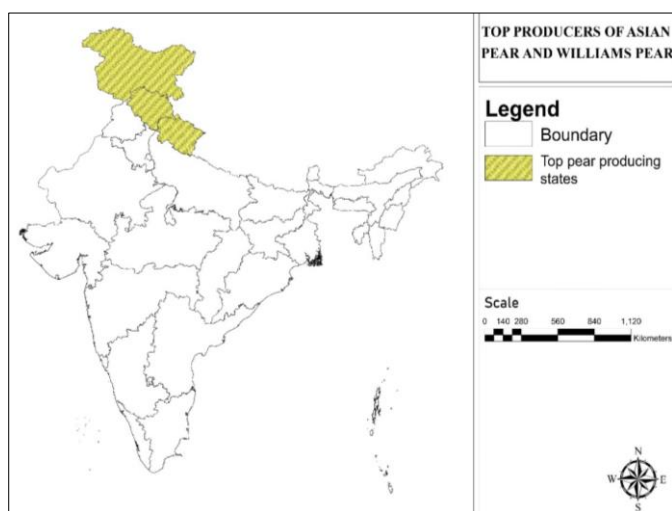 TOP PRODUCERS OF ASIAN
PEAR AND WILLIAMS PEAR
Legend
Boundary
Top pear producing
states
Scale
0 140 280 560 840 1,120
Kilometers
N
W E
S